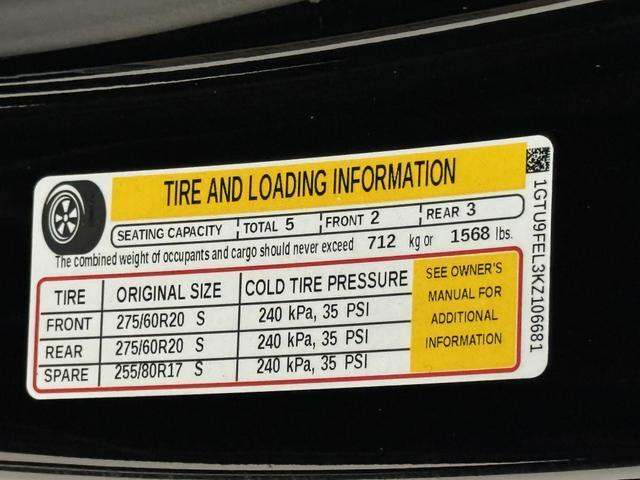 TIRE AND LOADING INFORMATION
SEATING CAPACITY TOTAL 5 FRONT 2 REAR 3
The combined weight of occupants and cargo should never exceed 712 kg or 1568 lbs.
TIRE ORIGINAL SIZE COLD TIRE PRESSURE
FRONT 275/60R20 S 240 kPa, 35 PSI
REAR 275/60R20 S 240 kPa, 35 PSI
SPARE 255/80R17 S 240 kPa, 35 PSI
SEE OWNER'S
MANUAL FOR
ADDITIONAL
INFORMATION
1GTU9FEL3KZ106681